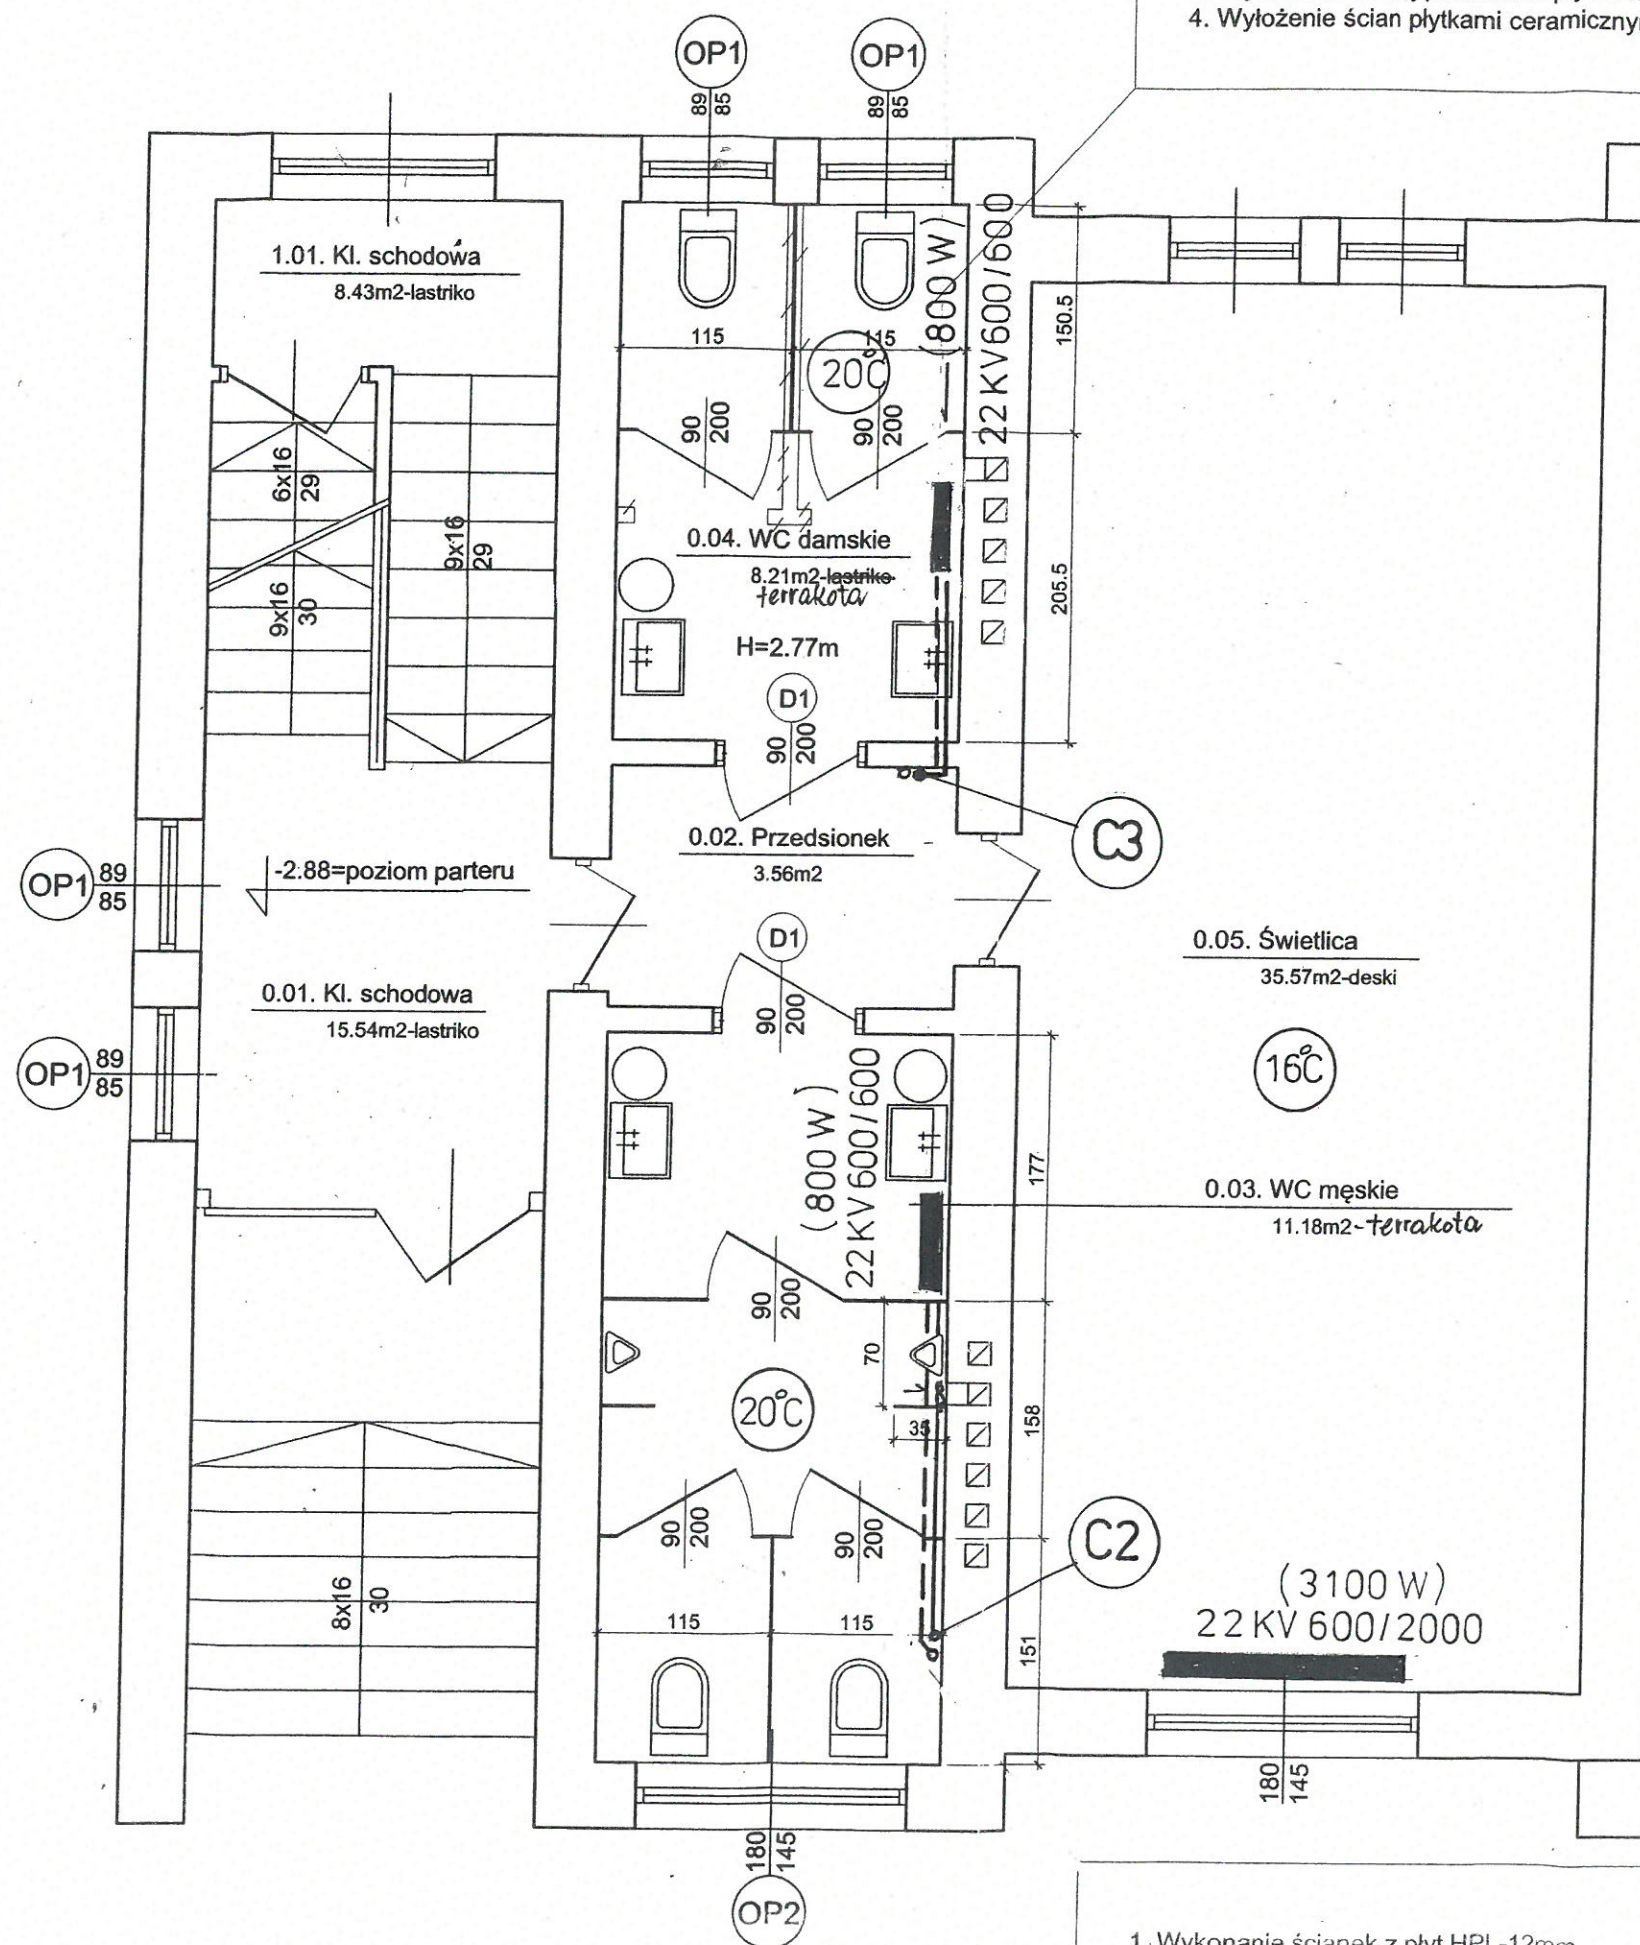 4. Wyłożenie ścian płytkami ceramiczny
OP1
OP1
89
85
89
85
1.01. Kl. schodowa
8.43m2-lastriko
(800 W)
22 KV 600/600
150.5
115
115
20°C
90
200
90
200
6x16
29
9x16
29
9x16
30
0.04. WC damskie
8.21m2-lastriko
terrakota
205.5
H=2.77m
D1
90
200
C3
0.02. Przedsionek
3.56m2
OP1
89
85
-2.88=poziom parteru
D1
90
200
0.05. Świetlica
35.57m2-deski
0.01. Kl. schodowa
15.54m2-lastriko
OP1
89
85
16°C
(800 W)
22 KV 600/600
177
0.03. WC męskie
11.18m2-terrakota
90
200
70
20°C
35
158
90
200
90
200
C2
8x16
30
(3100 W)
22 KV 600/2000
115
115
151
180
145
180
145
OP2
1. Wykonanie ścianek z płyt HPL-12mm